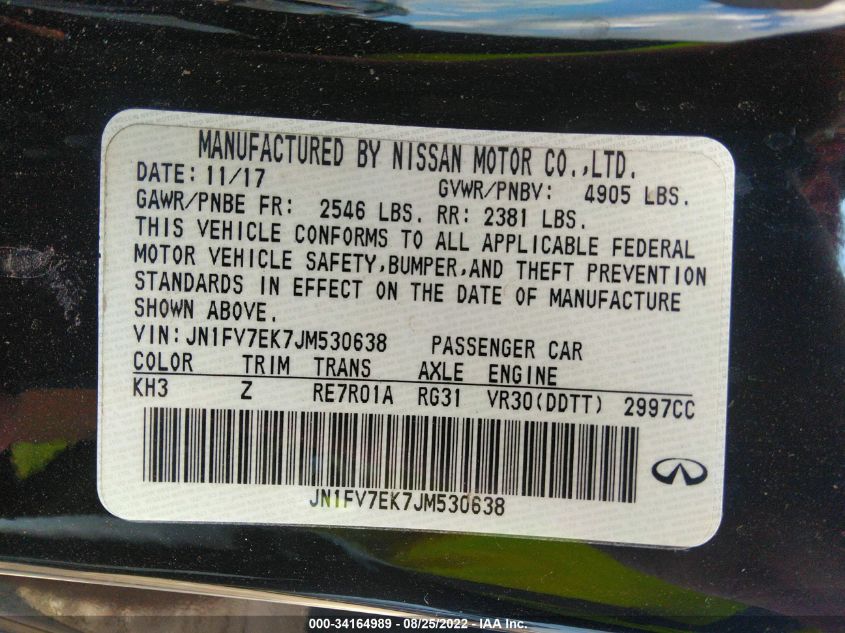 MANUFACTURED BY NISSAN MOTOR CO.,LTD.
DATE: 11/17 GVWR/PNBV: 4905 LBS.
GAWR/PNBE FR: 2546 LBS. RR: 2381 LBS.
THIS VEHICLE CONFORMS TO ALL APPLICABLE FEDERAL
MOTOR VEHICLE SAFETY,BUMPER,AND THEFT PREVENTION
STANDARDS IN EFFECT ON THE DATE OF MANUFACTURE
SHOWN ABOVE.
VIN:JN1FV7EK7JM530638 PASSENGER CAR
COLOR TRIM TRANS AXLE ENGINE
KH3 Z RE7R01A RG31 VR30(DDTT) 2997CC
JN1FV7EK7JM530638
000-34164989 - 08/25/2022 - IAA Inc.